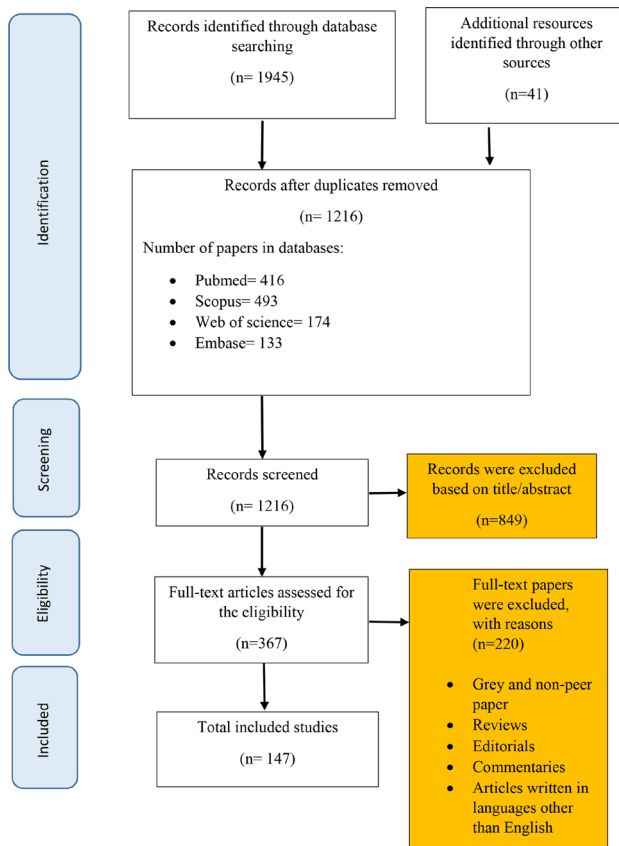 Records identified through database
searching
(n= 1945)
Additional resources
identified through other
sources
(n=41)
Identification
Records after duplicates removed
(n= 1216)
Number of papers in databases:
• Pubmed= 416
• Scopus= 493
• Web of science= 174
• Embase= 133
Screening
Records screened
(n= 1216)
Records were excluded
based on title/abstract
(n=849)
Eligibility
Full-text articles assessed for
the eligibility
(n=367)
Full-text papers
were excluded,
with reasons
(n=220)
• Grey and non-peer
paper
• Reviews
• Editorials
• Commentaries
• Articles written in
languages other
than English
Included
Total included studies
(n= 147)